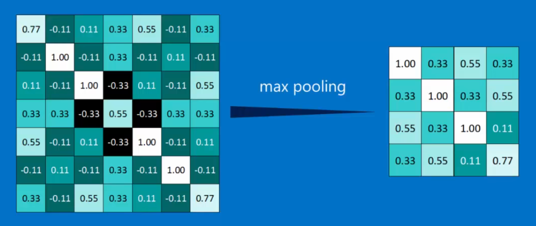 0.77 -0.11 0.11 0.33 0.55 -0.11 0.33
-0.11 1.00 -0.11 0.33 -0.11 0.11 -0.11
0.11 -0.11 1.00 -0.33 0.11 -0.11 0.55
0.33 0.33 -0.33 0.55 -0.33 0.33 0.33
0.55 -0.11 0.11 -0.33 1.00 -0.11 0.11
-0.11 0.11 -0.11 0.33 -0.11 1.00 -0.11
0.33 -0.11 0.55 0.33 0.11 -0.11 0.77
max pooling
1.00 0.33 0.55 0.33
0.33 1.00 0.33 0.55
0.55 0.33 1.00 0.11
0.33 0.55 0.11 0.77